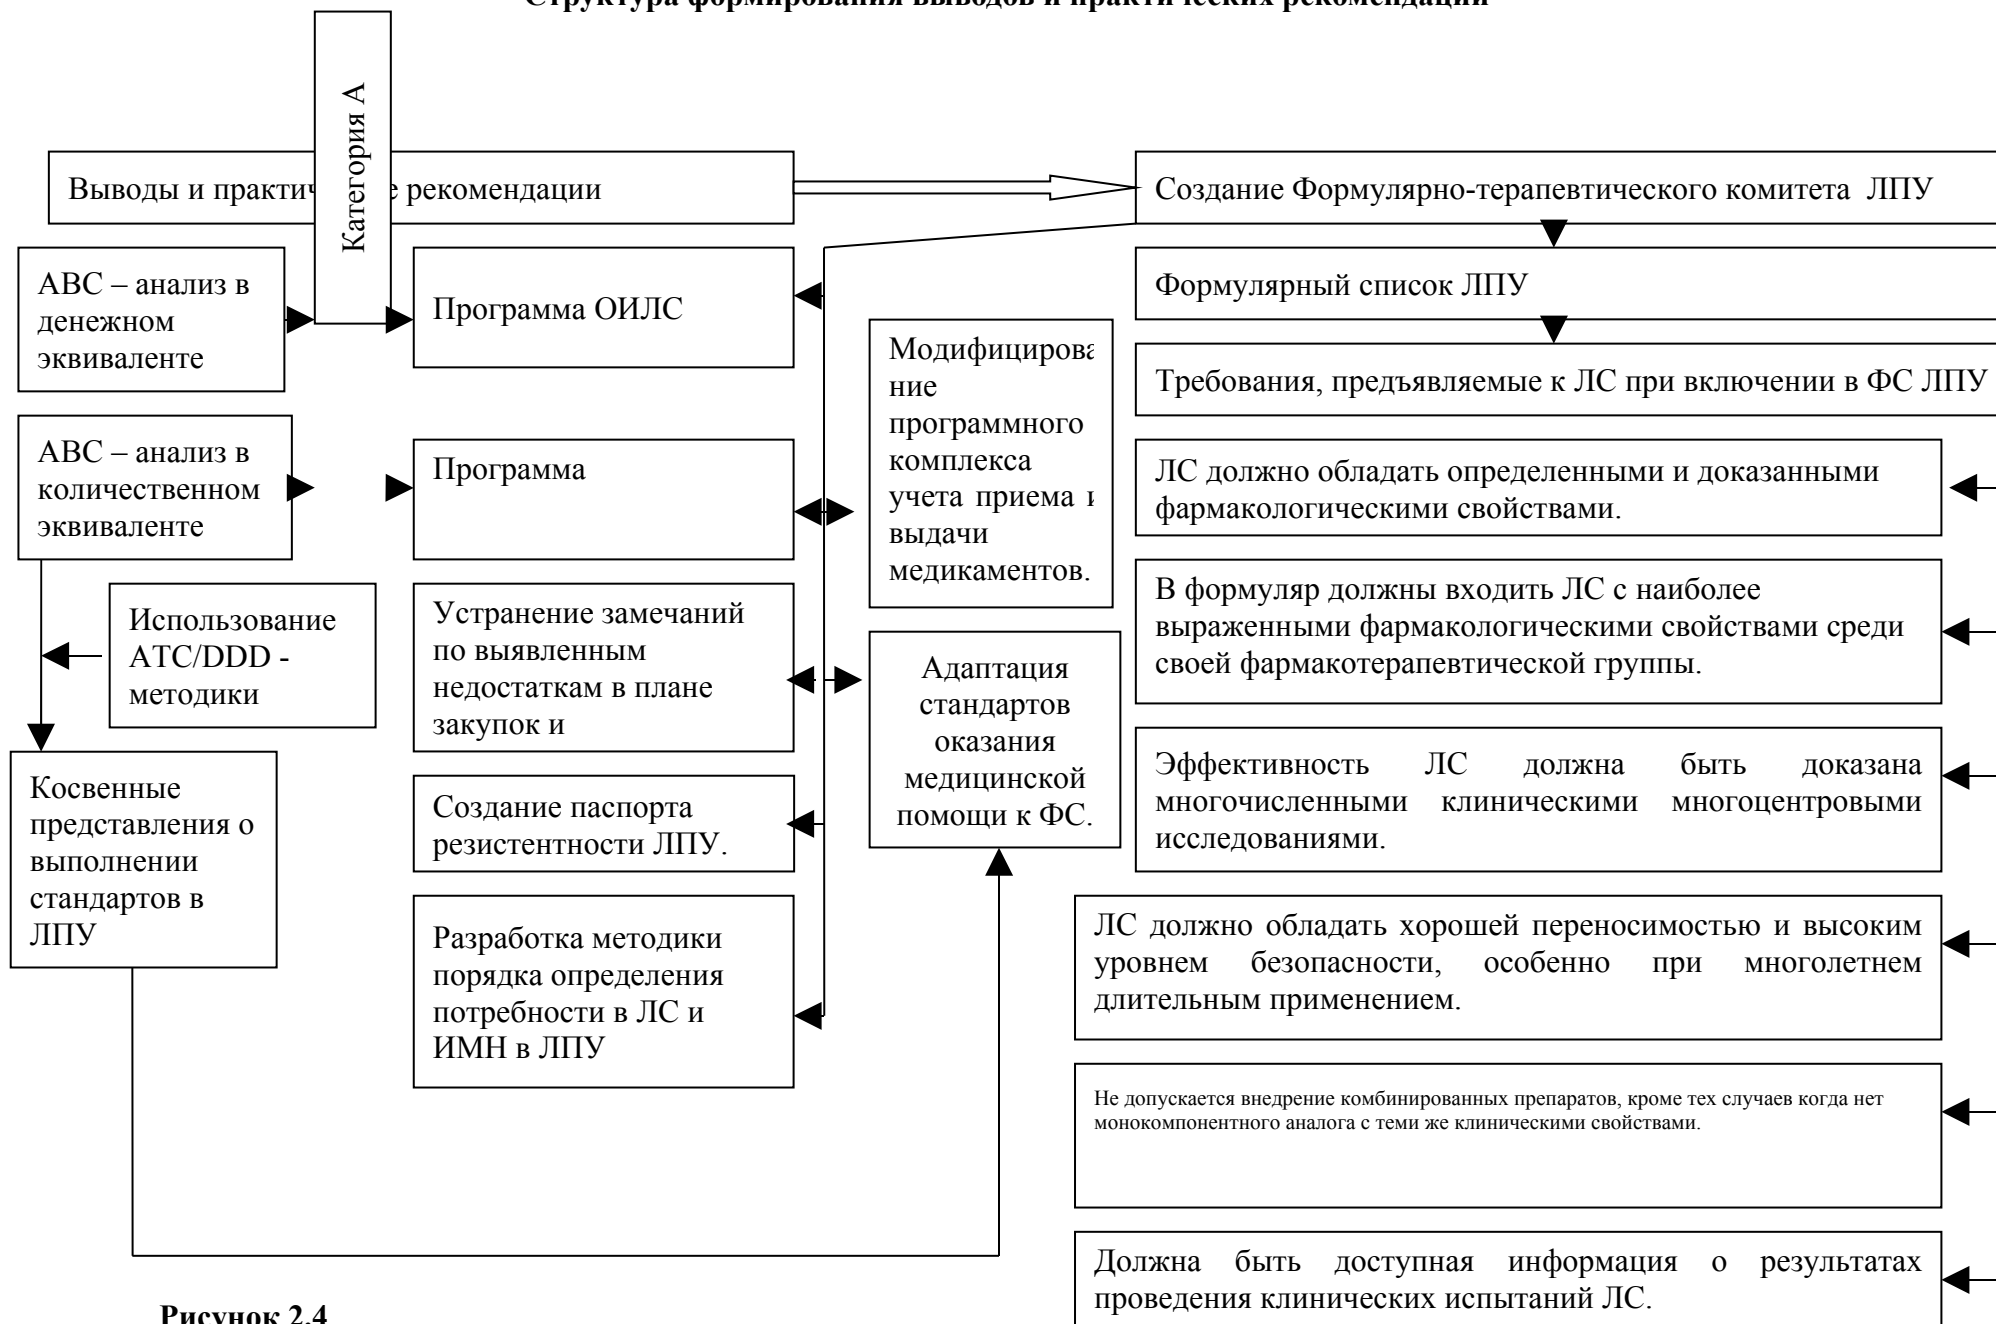 Структура формирования выводов и практических рекомендаций
Категория А
Выводы и практич е рекомендации
Создание Формулярно-терапевтического комитета ЛПУ
АВС – анализ в
денежном
эквиваленте
Программа ОИЛС
Формулярный список ЛПУ
Модифицирова
ние
программного
комплекса
учета приема и
выдачи
медикаментов.
Требования, предъявляемые к ЛС при включении в ФС ЛПУ
АВС – анализ в
количественном
эквиваленте
Программа
ЛС должно обладать определенными и доказанными
фармакологическими свойствами.
Использование
АТС/DDD -
методики
Устранение замечаний
по выявленным
недостаткам в плане
закупок и
В формуляр должны входить ЛС с наиболее
выраженными фармакологическими свойствами среди
своей фармакотерапевтической группы.
Адаптация
стандартов
оказания
медицинской
помощи к ФС.
Косвенные
представления о
выполнении
стандартов в
ЛПУ
Создание паспорта
резистентности ЛПУ.
Эффективность ЛС должна быть доказана
многочисленными клиническими многоцентровыми
исследованиями.
Разработка методики
порядка определения
потребности в ЛС и
ИМН в ЛПУ
ЛС должно обладать хорошей переносимостью и высоким
уровнем безопасности, особенно при многолетнем
длительным применением.
Не допускается внедрение комбинированных препаратов, кроме тех случаев когда нет
монокомпонентного аналога с теми же клиническими свойствами.
Должна быть доступная информация о результатах
проведения клинических испытаний ЛС.
Рисунок 2.4